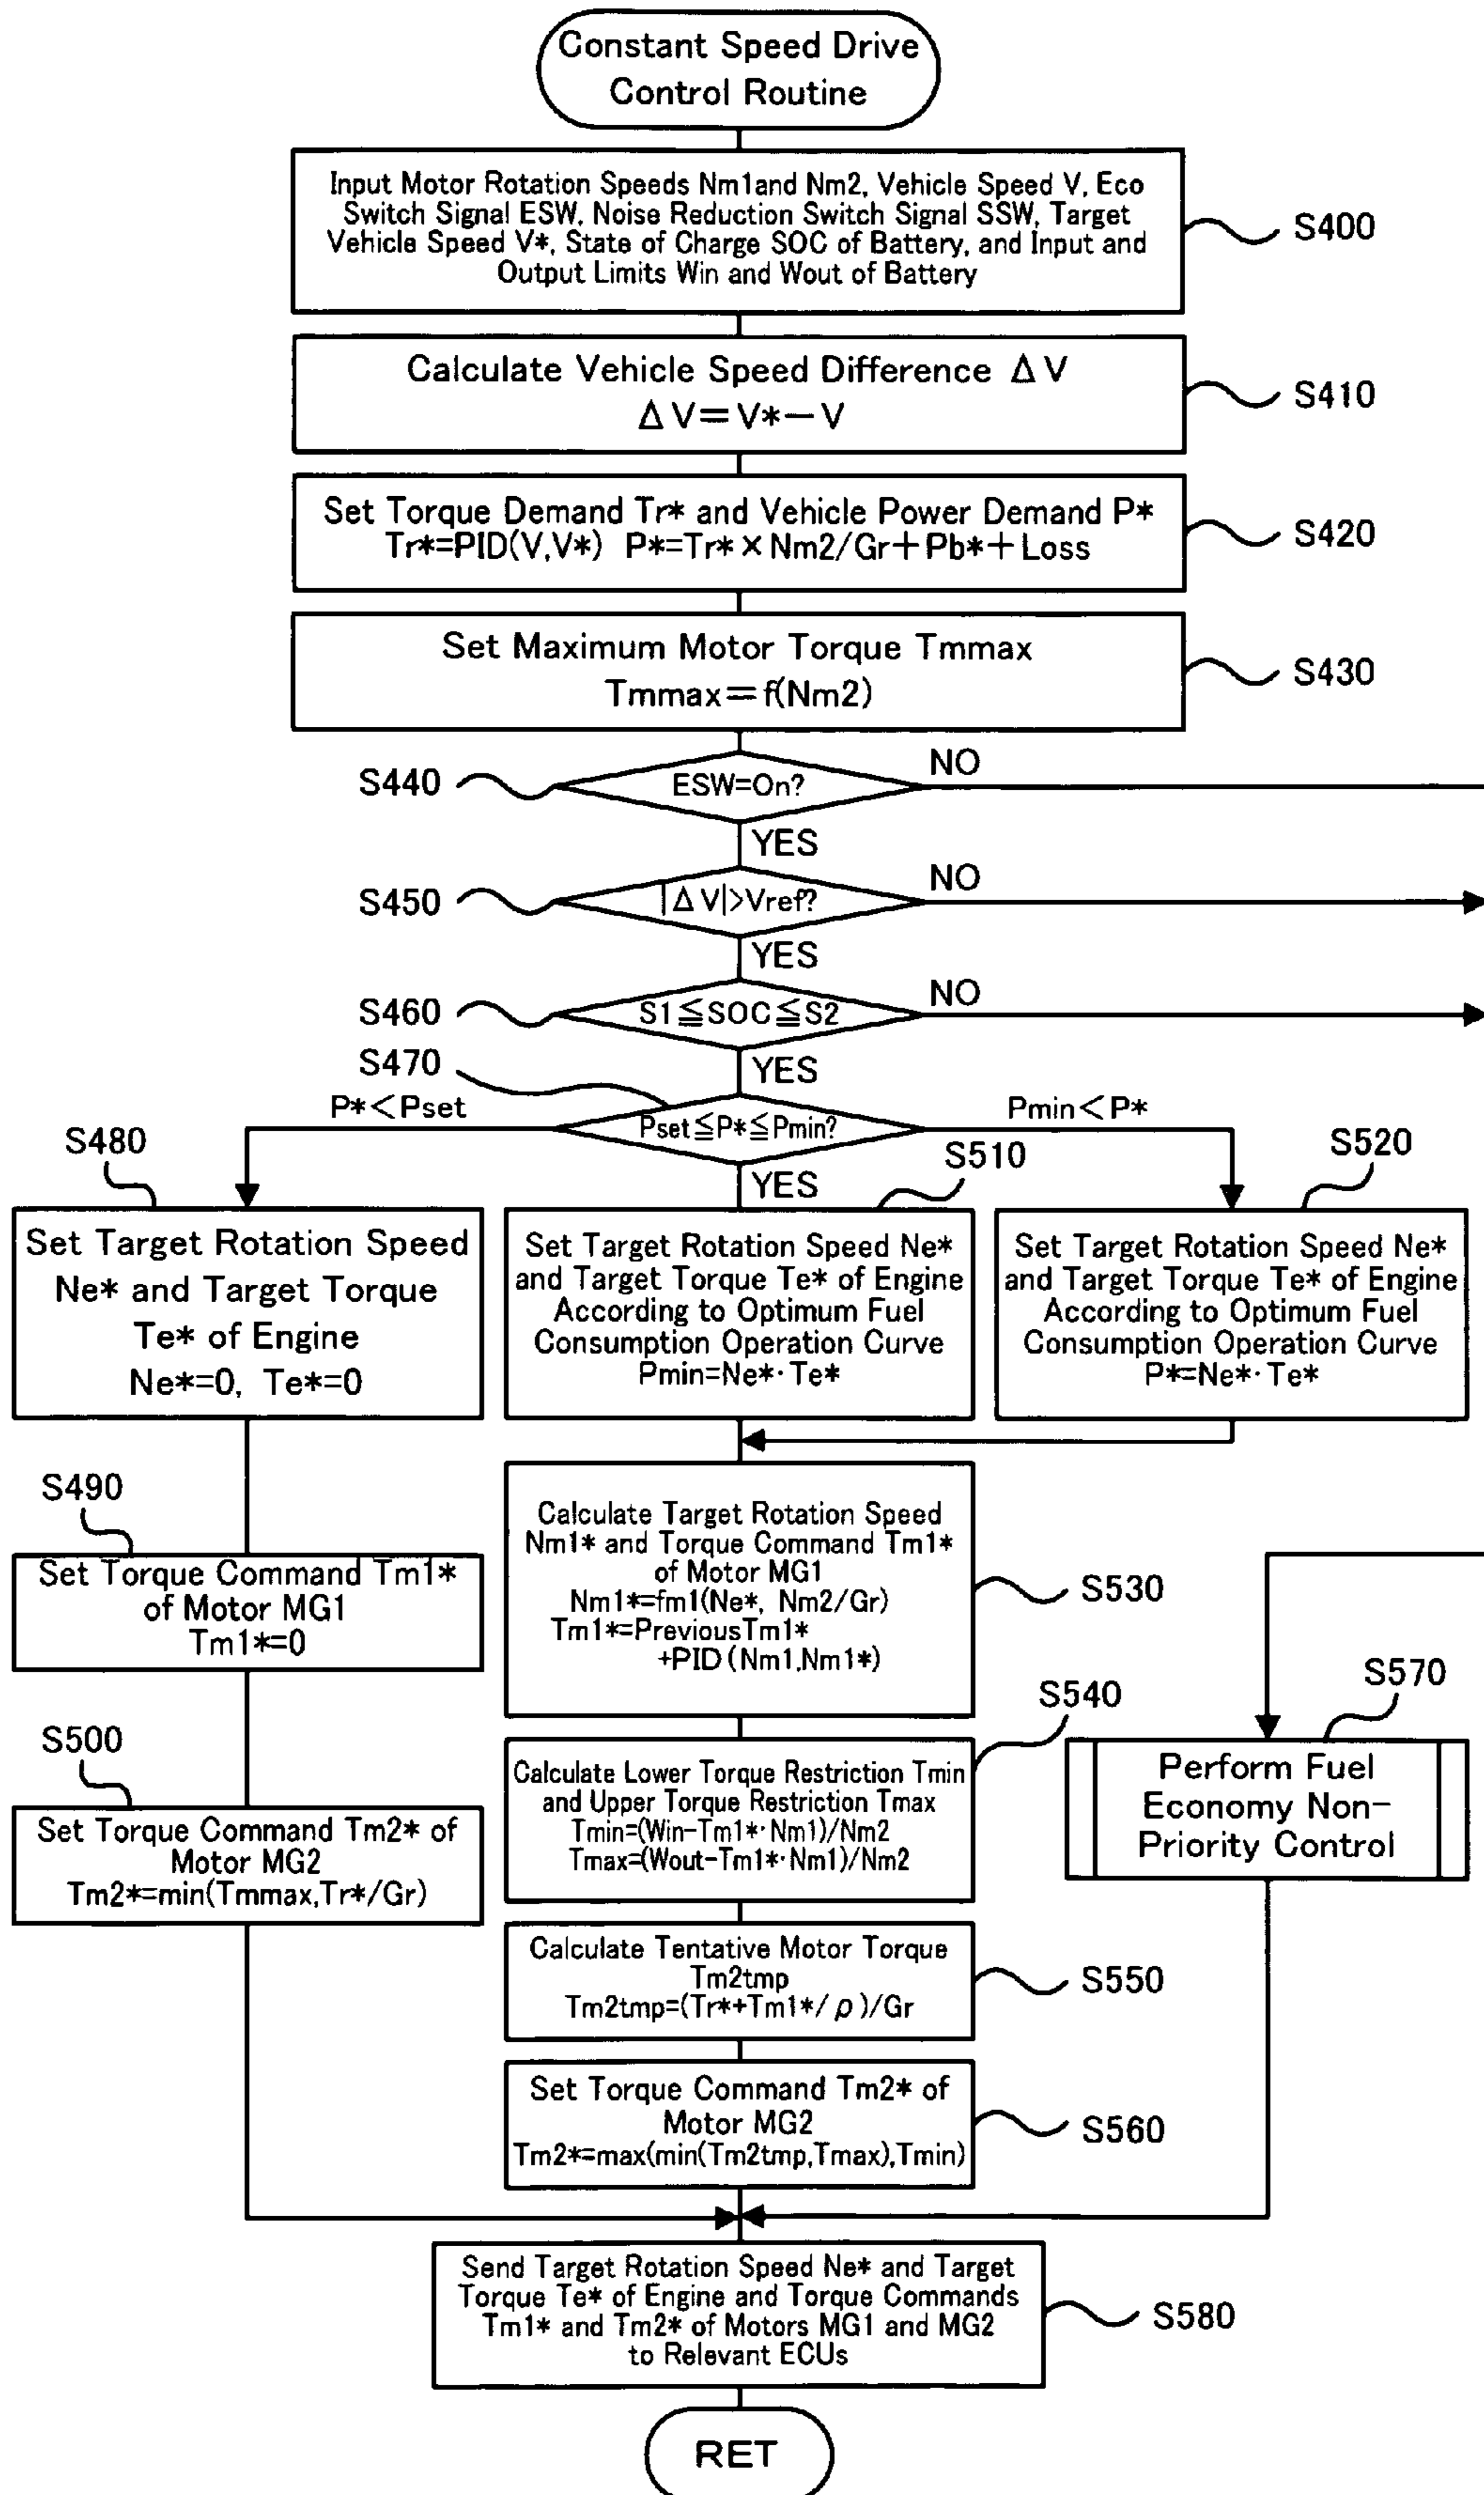 Constant Speed Drive
Control Routine
Input Motor Rotation Speeds Nm1and Nm2, Vehicle Speed V, Eco
Switch Signal ESW, Noise Reduction Switch Signal SSW, Target
Vehicle Speed V*, State of Charge SOC of Battery, and Input and
Output Limits Win and Wout of Battery
S400
Calculate Vehicle Speed Difference ΔV
ΔV=V*−V
S410
Set Torque Demand Tr* and Vehicle Power Demand P*
Tr*=PID(V,V*) P*=Tr*×Nm2/Gr+Pb*+Loss
S420
Set Maximum Motor Torque Tmmax
Tmmax=f(Nm2)
S430
S440
ESW=On?
NO
YES
S450
|ΔV|>Vref?
NO
YES
S460
S1≦SOC≦S2
NO
YES
S470
P*<Pset
Pset≦P*≦Pmin?
Pmin<P*
YES
S480
Set Target Rotation Speed
Ne* and Target Torque
Te* of Engine
Ne*=0, Te*=0
S510
Set Target Rotation Speed Ne*
and Target Torque Te* of Engine
According to Optimum Fuel
Consumption Operation Curve
Pmin=Ne*·Te*
S520
Set Target Rotation Speed Ne*
and Target Torque Te* of Engine
According to Optimum Fuel
Consumption Operation Curve
P*=Ne*·Te*
S490
Set Torque Command Tm1*
of Motor MG1
Tm1*=0
Calculate Target Rotation Speed
Nm1* and Torque Command Tm1*
of Motor MG1
Nm1*=fm1(Ne*, Nm2/Gr)
Tm1*=PreviousTm1*
+PID(Nm1,Nm1*)
S530
S500
Set Torque Command Tm2* of
Motor MG2
Tm2*=min(Tmmax,Tr*/Gr)
S540
Calculate Lower Torque Restriction Tmin
and Upper Torque Restriction Tmax
Tmin=(Win-Tm1*·Nm1)/Nm2
Tmax=(Wout-Tm1*·Nm1)/Nm2
S570
Perform Fuel
Economy Non-
Priority Control
Calculate Tentative Motor Torque
Tm2tmp
Tm2tmp=(Tr*+Tm1*/ρ)/Gr
S550
Set Torque Command Tm2* of
Motor MG2
Tm2*=max(min(Tm2tmp,Tmax),Tmin)
S560
Send Target Rotation Speed Ne* and Target
Torque Te* of Engine and Torque Commands
Tm1* and Tm2* of Motors MG1 and MG2
to Relevant ECUs
S580
RET